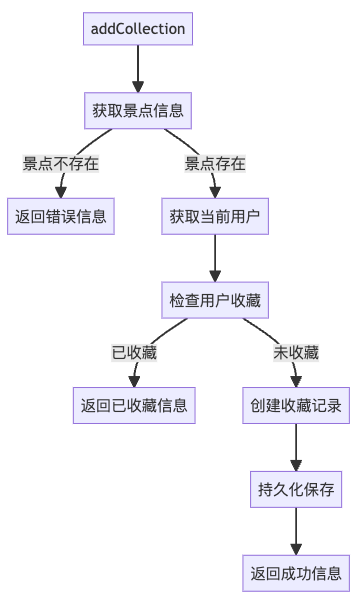 addCollection
获取景点信息
景点不存在
景点存在
返回错误信息
获取当前用户
检查用户收藏
已收藏
未收藏
返回已收藏信息
创建收藏记录
持久化保存
返回成功信息